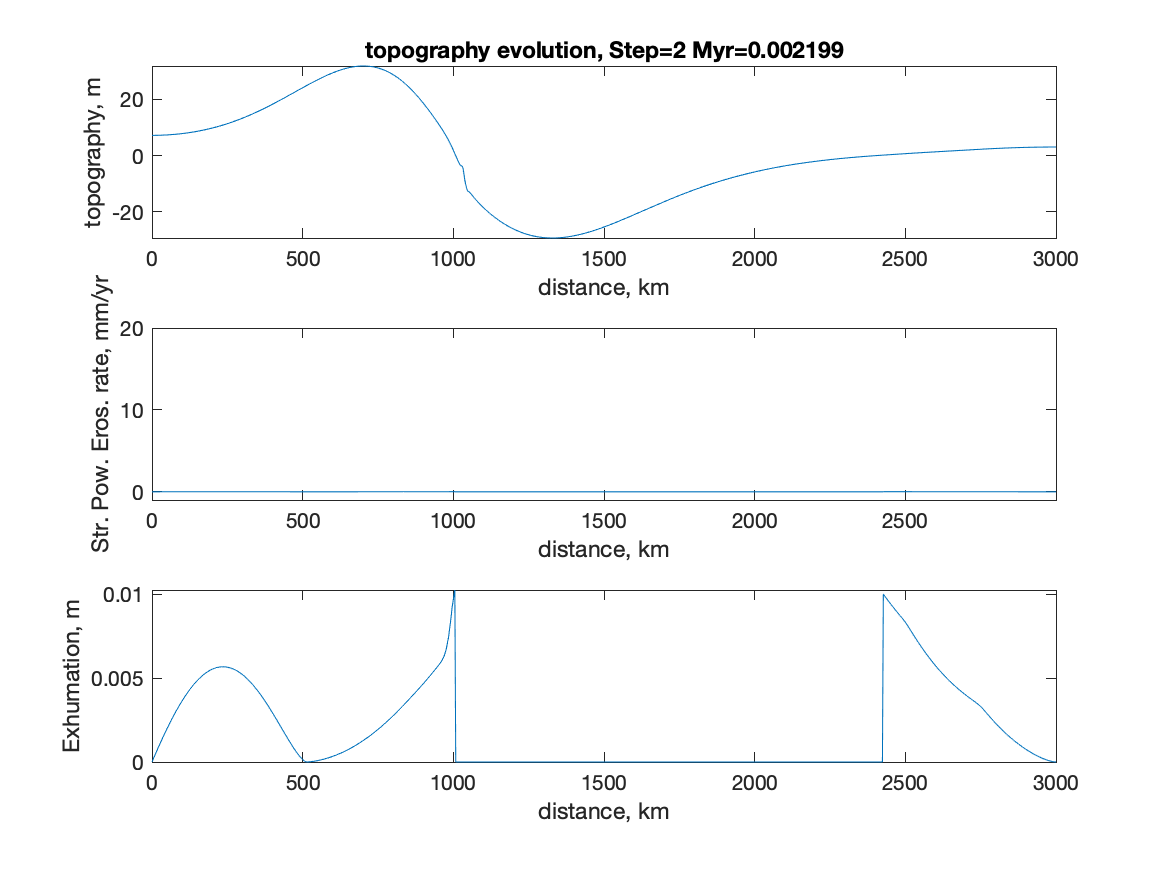 topography evolution, Step=2 Myr=0.002199
topography, m
20
0
-20
0 500 1000 1500 2000 2500 3000
distance, km
Str. Pow. Eros. rate, mm/yr
20
10
0
0 500 1000 1500 2000 2500
distance, km
Exhumation, m
0.01
0.005
0
0 500 1000 1500 2000 2500 3000
distance, km